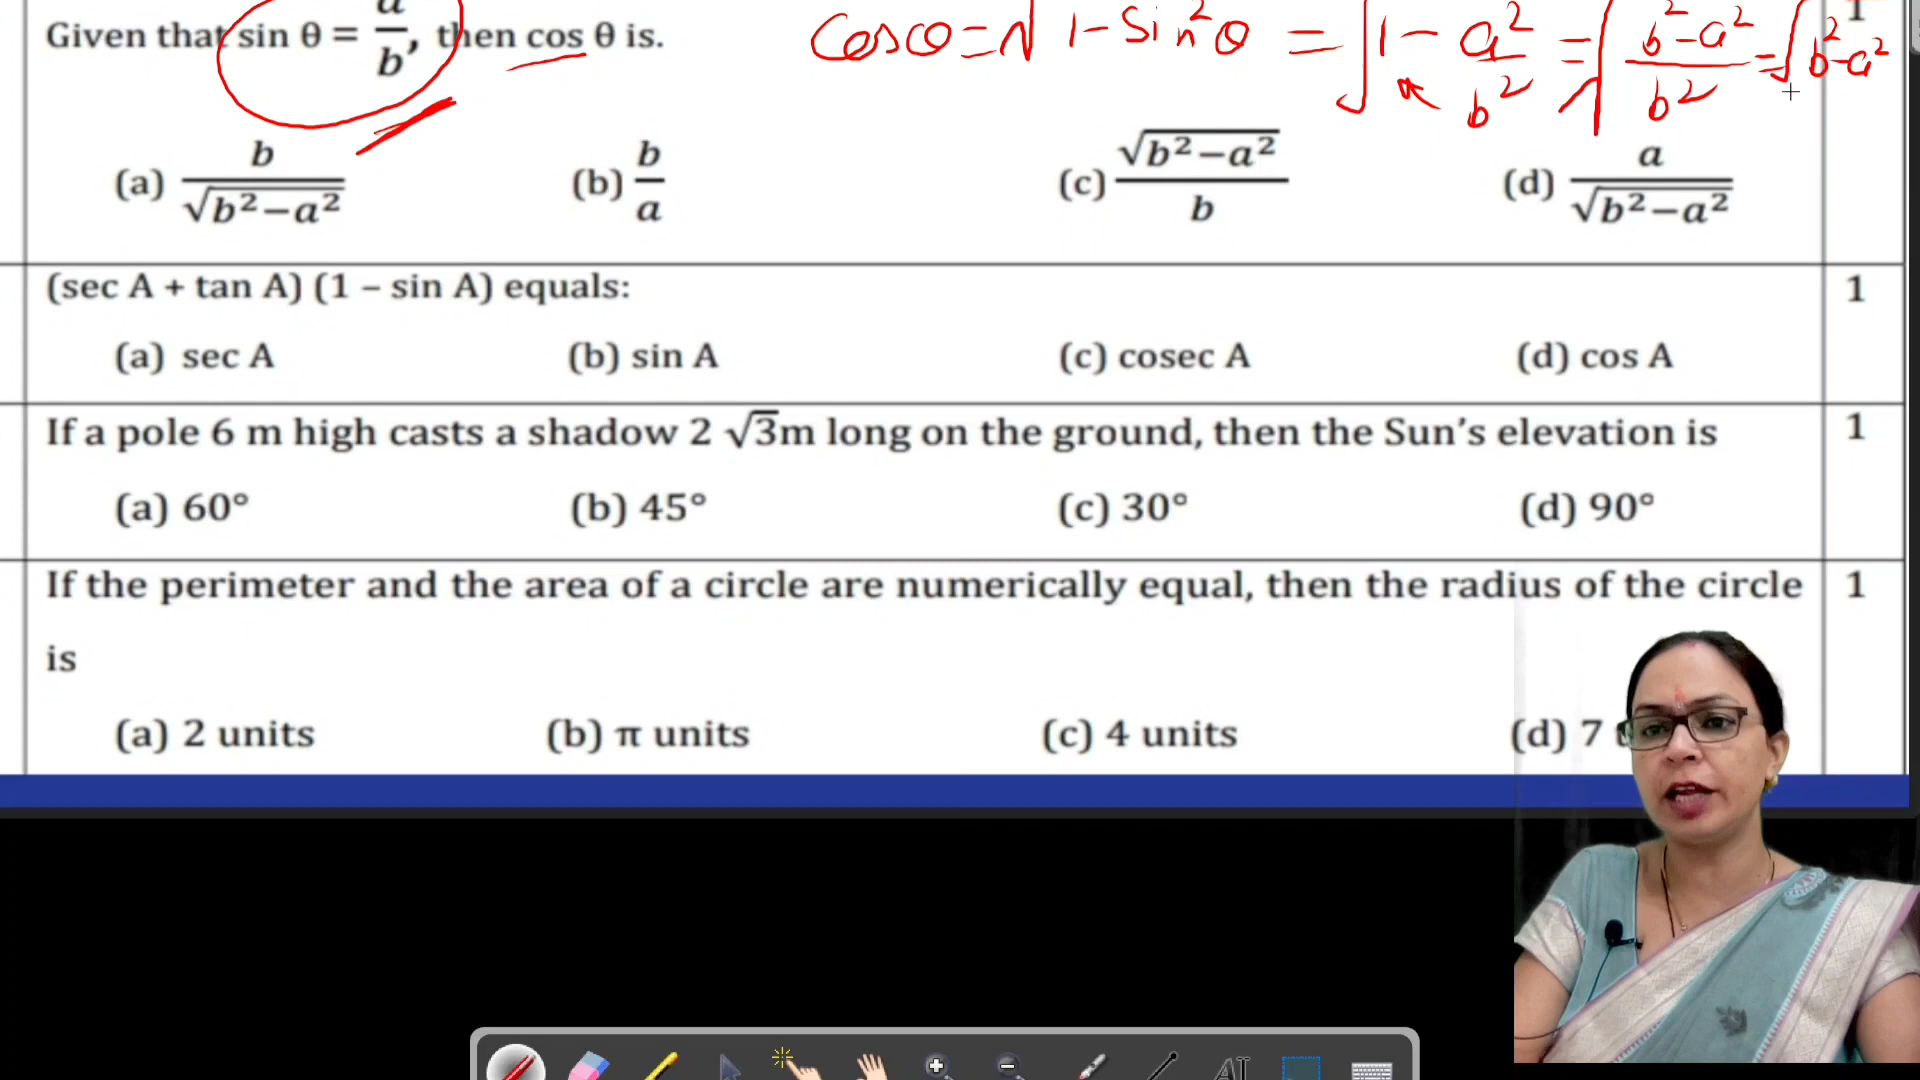 Given that sin θ = a/b, then cos θ is.
cosθ = √1 - sin²θ = √1 - a²/b² = √b²-a²/b² = √b²-a²
(a) b/√b²−a² (b) b/a (c) √b²−a²/b (d) a/√b²−a²
1
(sec A + tan A) (1 – sin A) equals: 1
(a) sec A (b) sin A (c) cosec A (d) cos A
If a pole 6 m high casts a shadow 2 √3m long on the ground, then the Sun's elevation is 1
(a) 60° (b) 45° (c) 30° (d) 90°
If the perimeter and the area of a circle are numerically equal, then the radius of the circle 1
is
(a) 2 units (b) π units (c) 4 units (d) 7
AI